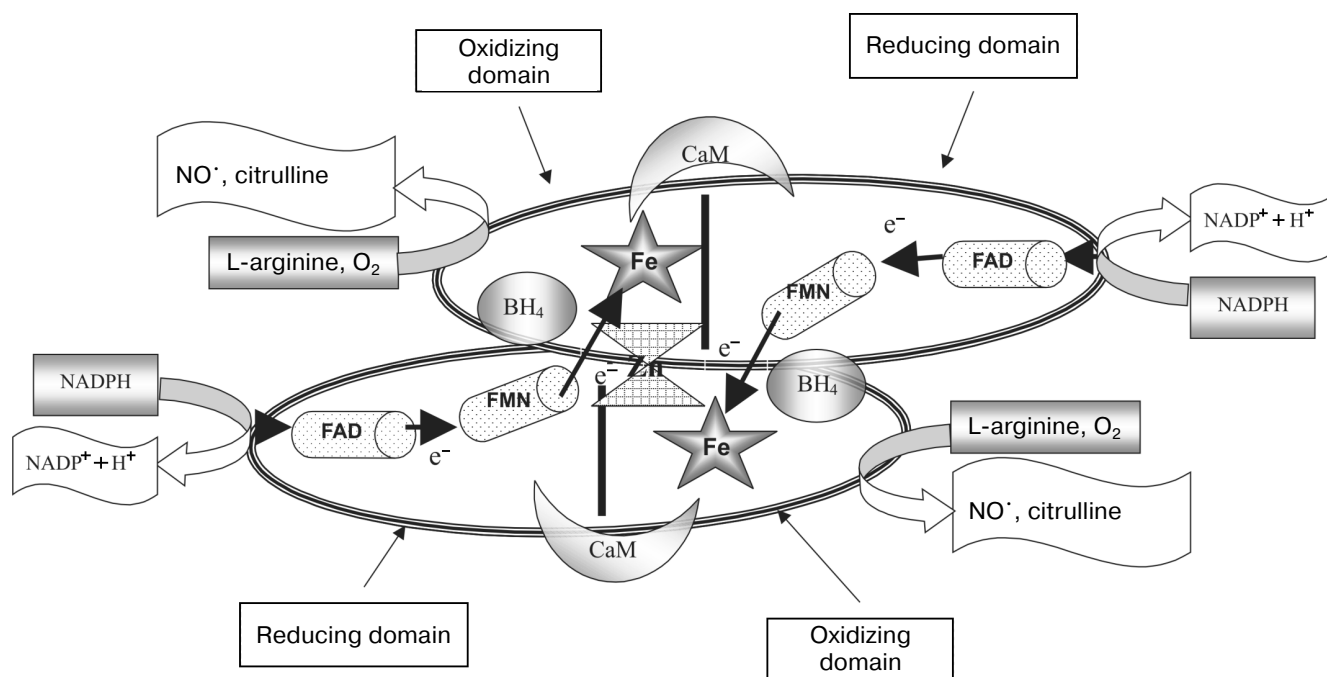 Oxidizing
domain
Reducing domain
CaM
NO˙, citrulline
L-arginine, O₂
NADP⁺ + H⁺
NADPH
e⁻
FAD
FMN
Fe
BH₄
e⁻
Zn
e⁻
BH₄
NADPH
FMN
FAD
e⁻
NADP⁺ + H⁺
Fe
L-arginine, O₂
NO˙, citrulline
CaM
Reducing domain
Oxidizing
domain